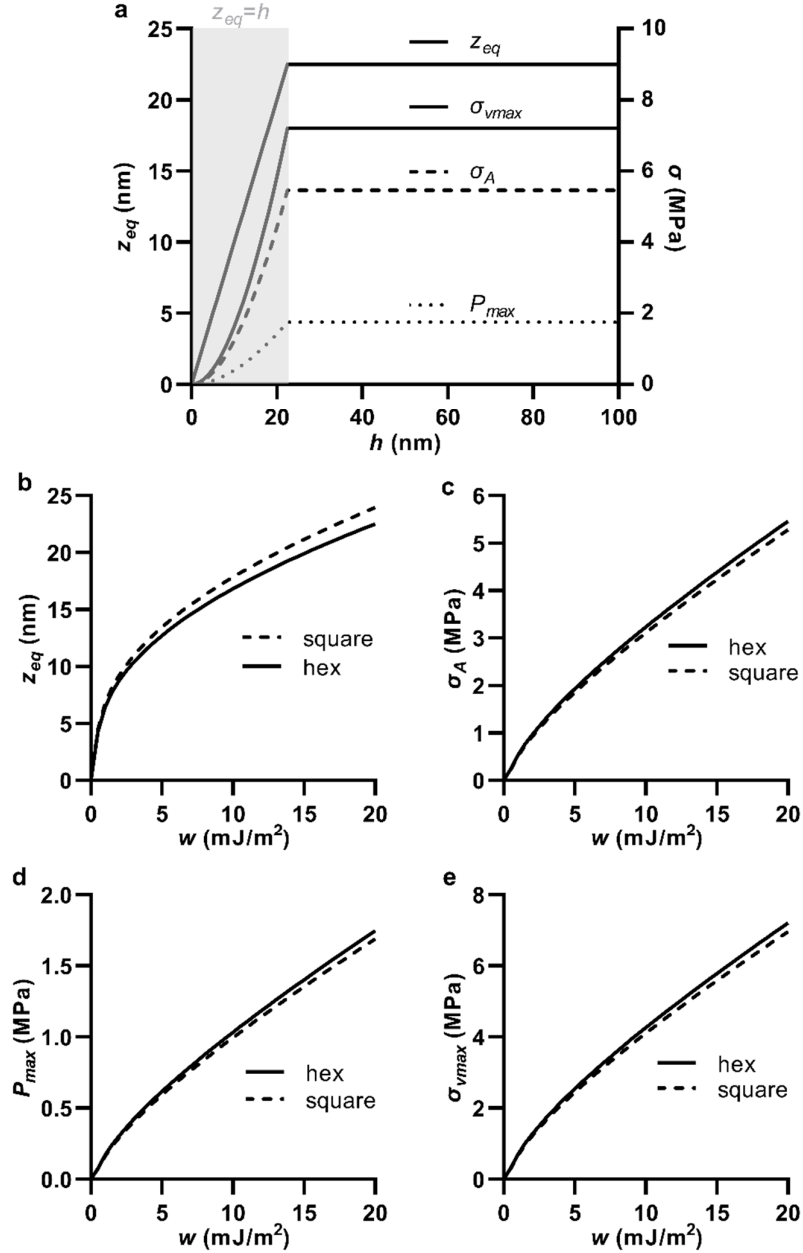 a
z_eq=h
z_eq (nm)
25
20
15
10
5
0
z_eq
σ_vmax
σ_A
P_max
10
8
6
4
2
0
σ (MPa)
0 20 40 60 80 100
h (nm)
b
z_eq (nm)
25
20
15
10
5
0
square
hex
0 5 10 15 20
w (mJ/m²)
c
σ_A (MPa)
6
5
4
3
2
1
0
hex
square
0 5 10 15 20
w (mJ/m²)
d
P_max (MPa)
2.0
1.5
1.0
0.5
0.0
hex
square
0 5 10 15 20
w (mJ/m²)
e
σ_vmax (MPa)
8
6
4
2
0
hex
square
0 5 10 15 20
w (mJ/m²)